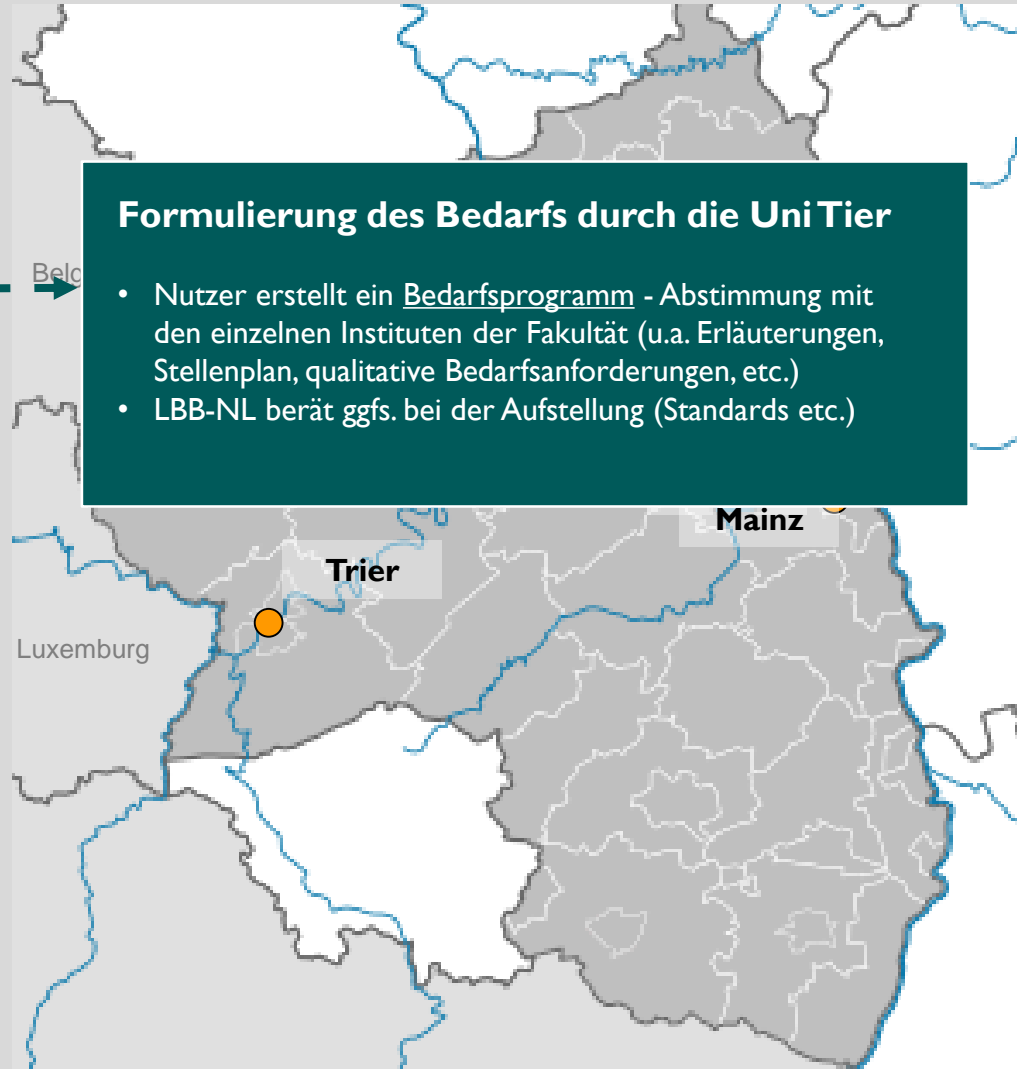 Formulierung des Bedarfs durch die Uni Tier
Belg
• Nutzer erstellt ein Bedarfsprogramm - Abstimmung mit
den einzelnen Instituten der Fakultät (u.a. Erläuterungen,
Stellenplan, qualitative Bedarfsanforderungen, etc.)
• LBB-NL berät ggfs. bei der Aufstellung (Standards etc.)
Mainz
Trier
Luxemburg